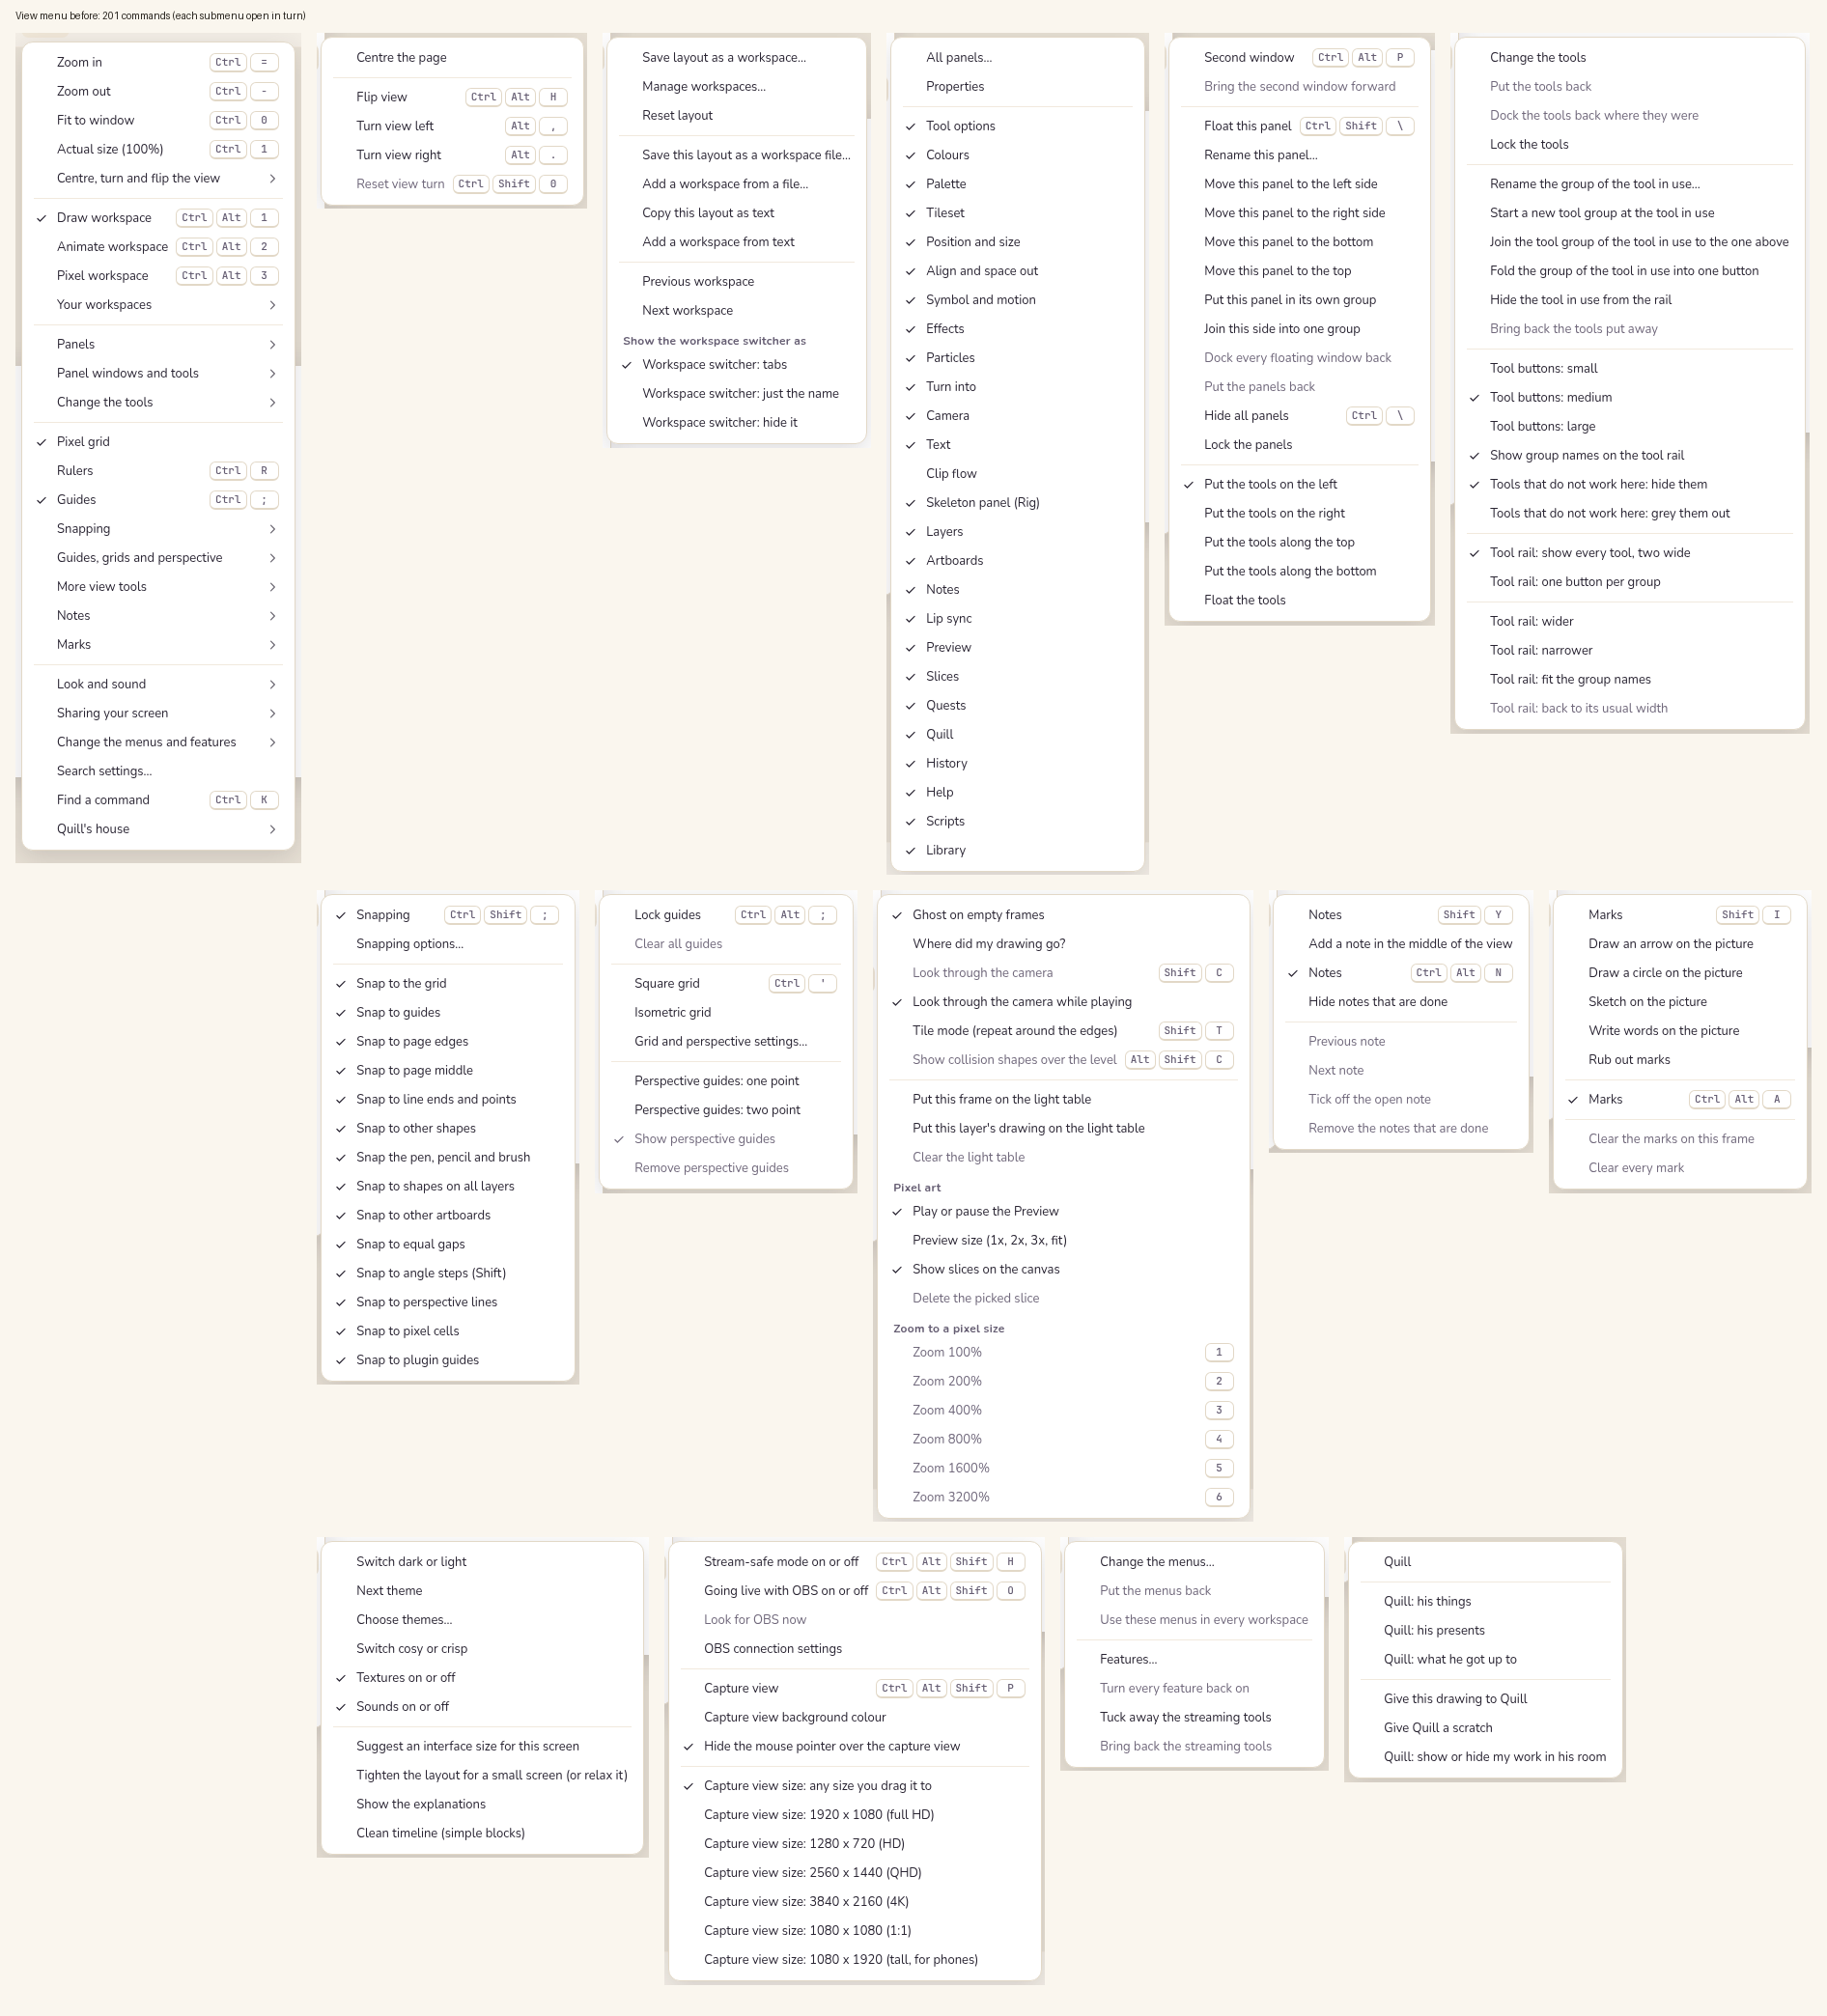 View menu before: 201 commands (each submenu open in turn)
Zoom in Ctrl =
Zoom out Ctrl -
Fit to window Ctrl 0
Actual size (100%) Ctrl 1
Centre, turn and flip the view
Draw workspace Ctrl Alt 1
Animate workspace Ctrl Alt 2
Pixel workspace Ctrl Alt 3
Your workspaces
Panels
Panel windows and tools
Change the tools
Pixel grid
Rulers Ctrl R
Guides Ctrl ;
Snapping
Guides, grids and perspective
More view tools
Notes
Marks
Look and sound
Sharing your screen
Change the menus and features
Search settings...
Find a command Ctrl K
Quill's house
Centre the page
Flip view Ctrl Alt H
Turn view left Alt ,
Turn view right Alt .
Reset view turn Ctrl Shift 0
Save layout as a workspace...
Manage workspaces...
Reset layout
Save this layout as a workspace file...
Add a workspace from a file...
Copy this layout as text
Add a workspace from text
Previous workspace
Next workspace
Show the workspace switcher as
Workspace switcher: tabs
Workspace switcher: just the name
Workspace switcher: hide it
All panels...
Properties
Tool options
Colours
Palette
Tileset
Position and size
Align and space out
Symbol and motion
Effects
Particles
Turn into
Camera
Text
Clip flow
Skeleton panel (Rig)
Layers
Artboards
Notes
Lip sync
Preview
Slices
Quests
Quill
History
Help
Scripts
Library
Second window Ctrl Alt P
Bring the second window forward
Float this panel Ctrl Shift \
Rename this panel...
Move this panel to the left side
Move this panel to the right side
Move this panel to the bottom
Move this panel to the top
Put this panel in its own group
Join this side into one group
Dock every floating window back
Put the panels back
Hide all panels Ctrl \
Lock the panels
Put the tools on the left
Put the tools on the right
Put the tools along the top
Put the tools along the bottom
Float the tools
Change the tools
Put the tools back
Dock the tools back where they were
Lock the tools
Rename the group of the tool in use...
Start a new tool group at the tool in use
Join the tool group of the tool in use to the one above
Fold the group of the tool in use into one button
Hide the tool in use from the rail
Bring back the tools put away
Tool buttons: small
Tool buttons: medium
Tool buttons: large
Show group names on the tool rail
Tools that do not work here: hide them
Tools that do not work here: grey them out
Tool rail: show every tool, two wide
Tool rail: one button per group
Tool rail: wider
Tool rail: narrower
Tool rail: fit the group names
Tool rail: back to its usual width
Snapping Ctrl Shift ;
Snapping options...
Snap to the grid
Snap to guides
Snap to page edges
Snap to page middle
Snap to line ends and points
Snap to other shapes
Snap the pen, pencil and brush
Snap to shapes on all layers
Snap to other artboards
Snap to equal gaps
Snap to angle steps (Shift)
Snap to perspective lines
Snap to pixel cells
Snap to plugin guides
Lock guides Ctrl Alt ;
Clear all guides
Square grid Ctrl '
Isometric grid
Grid and perspective settings...
Perspective guides: one point
Perspective guides: two point
Show perspective guides
Remove perspective guides
Ghost on empty frames
Where did my drawing go?
Look through the camera Shift C
Look through the camera while playing
Tile mode (repeat around the edges) Shift T
Show collision shapes over the level Alt Shift C
Put this frame on the light table
Put this layer's drawing on the light table
Clear the light table
Pixel art
Play or pause the Preview
Preview size (1x, 2x, 3x, fit)
Show slices on the canvas
Delete the picked slice
Zoom to a pixel size
Zoom 100% 1
Zoom 200% 2
Zoom 400% 3
Zoom 800% 4
Zoom 1600% 5
Zoom 3200% 6
Notes Shift Y
Add a note in the middle of the view
Notes Ctrl Alt N
Hide notes that are done
Previous note
Next note
Tick off the open note
Remove the notes that are done
Marks Shift I
Draw an arrow on the picture
Draw a circle on the picture
Sketch on the picture
Write words on the picture
Rub out marks
Marks Ctrl Alt A
Clear the marks on this frame
Clear every mark
Switch dark or light
Next theme
Choose themes...
Switch cosy or crisp
Textures on or off
Sounds on or off
Suggest an interface size for this screen
Tighten the layout for a small screen (or relax it)
Show the explanations
Clean timeline (simple blocks)
Stream-safe mode on or off Ctrl Alt Shift H
Going live with OBS on or off Ctrl Alt Shift O
Look for OBS now
OBS connection settings
Capture view Ctrl Alt Shift P
Capture view background colour
Hide the mouse pointer over the capture view
Capture view size: any size you drag it to
Capture view size: 1920 x 1080 (full HD)
Capture view size: 1280 x 720 (HD)
Capture view size: 2560 x 1440 (QHD)
Capture view size: 3840 x 2160 (4K)
Capture view size: 1080 x 1080 (1:1)
Capture view size: 1080 x 1920 (tall, for phones)
Change the menus...
Put the menus back
Use these menus in every workspace
Features...
Turn every feature back on
Tuck away the streaming tools
Bring back the streaming tools
Quill
Quill: his things
Quill: his presents
Quill: what he got up to
Give this drawing to Quill
Give Quill a scratch
Quill: show or hide my work in his room